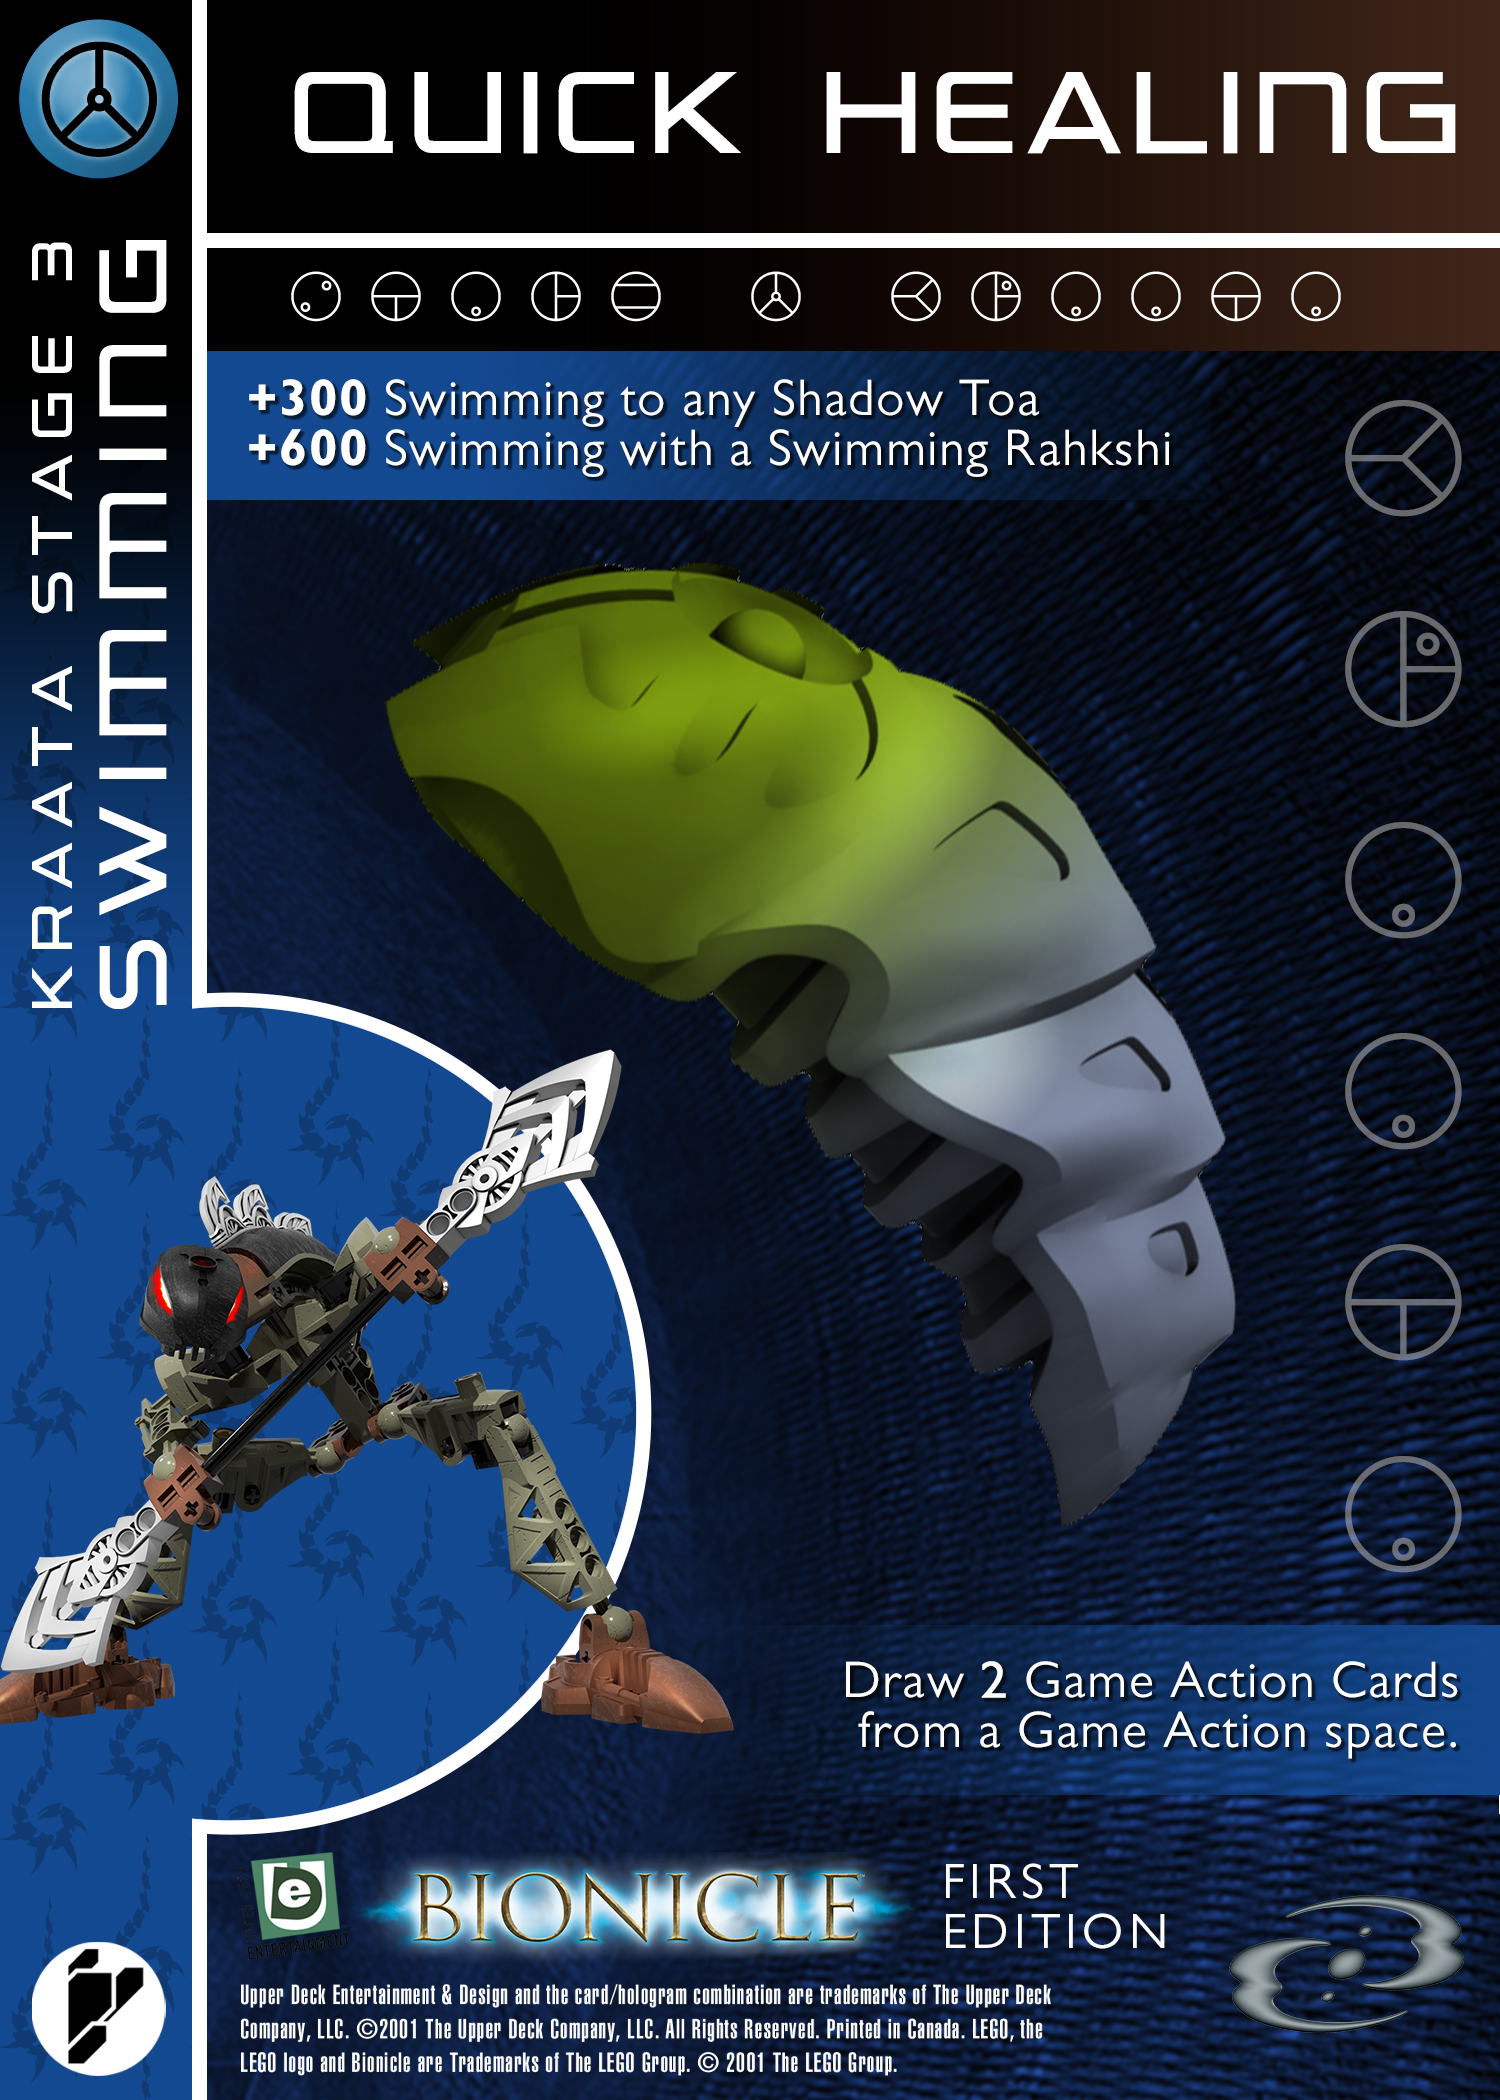 QUICK HEALING
KRAATA STAGE 3
SWIMMING
+300 Swimming to any Shadow Toa
+600 Swimming with a Swimming Rahkshi
Draw 2 Game Action Cards
from a Game Action space.
De
ENTERTAINMENT
BIONICLE
FIRST
EDITION
Upper Deck Entertainment & Design and the card/hologram combination are trademarks of The Upper Deck
Company, LLC. ©2001 The Upper Deck Company, LLC. All Rights Reserved. Printed in Canada. LEGO, the
LEGO logo and Bionicle are Trademarks of The LEGO Group. © 2001 The LEGO Group.